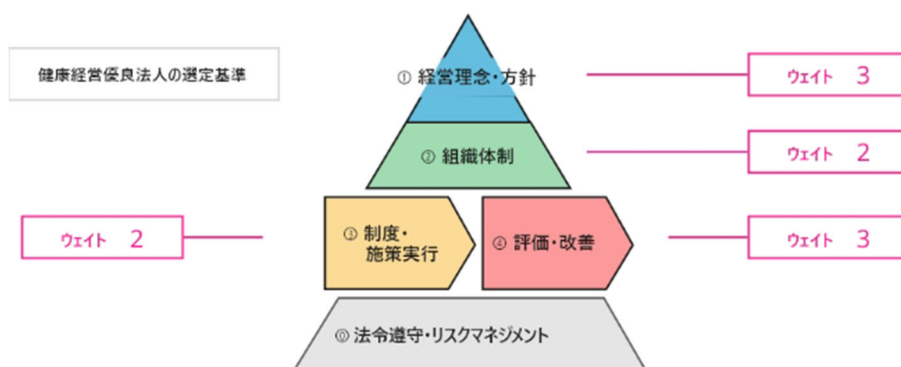 健康経営優良法人の選定基準
① 経営理念・方針
ウェイト 3
② 組織体制
ウェイト 2
ウェイト 2
③ 制度・
施策実行
④ 評価・改善
ウェイト 3
⓪ 法令遵守・リスクマネジメント